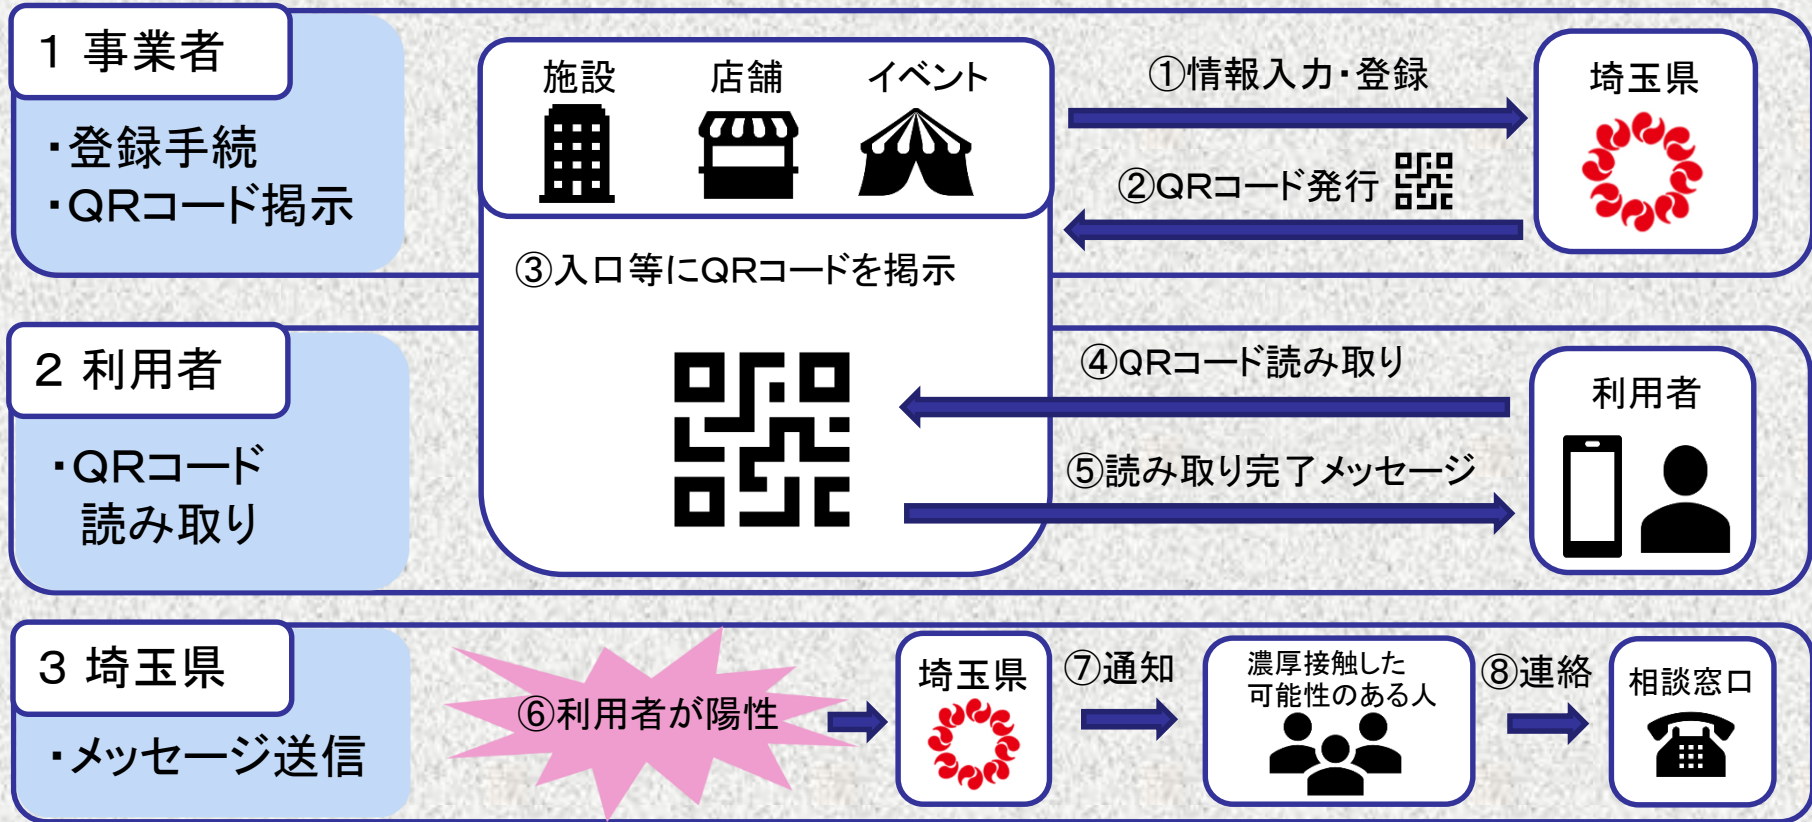 1 事業者
・登録手続
・QRコード掲示
施設
店舗
イベント
①情報入力・登録
②QRコード発行
埼玉県
③入口等にQRコードを掲示
2 利用者
・QRコード
読み取り
④QRコード読み取り
⑤読み取り完了メッセージ
利用者
3 埼玉県
・メッセージ送信
⑥利用者が陽性
埼玉県
⑦通知
濃厚接触した
可能性のある人
⑧連絡
相談窓口